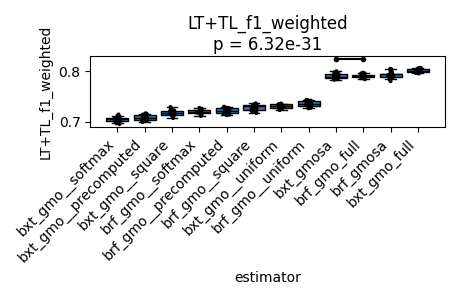 LT+TL_f1_weighted
p = 6.32e-31
LT+TL_f1_weighted
0.8
0.7
bxt_gmo__softmax
bxt_gmo__precomputed
bxt_gmo__square
brf_gmo__softmax
brf_gmo__precomputed
brf_gmo__square
bxt_gmo__uniform
brf_gmo__uniform
bxt_gmosa
brf_gmo_full
brf_gmosa
bxt_gmo_full
estimator